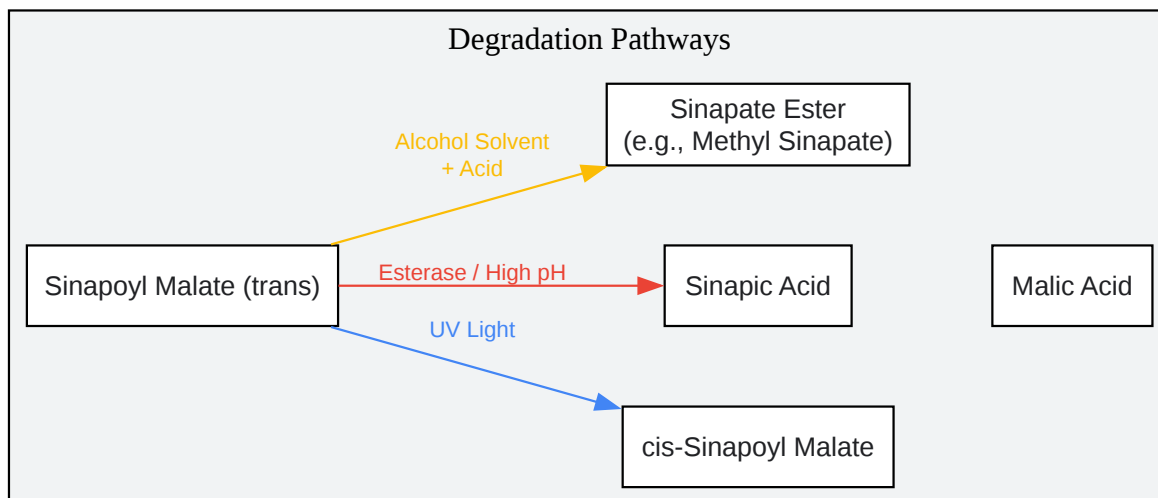 Degradation Pathways
Sinapate Ester
(e.g., Methyl Sinapate)
Alcohol Solvent
+ Acid
Sinapoyl Malate (trans)
Esterase / High pH
Sinapic Acid
Malic Acid
UV Light
cis-Sinapoyl Malate